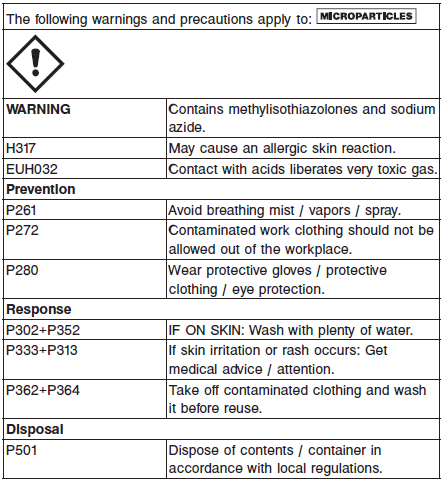 The following warnings and precautions apply to: MICROPARTICLES
WARNING
Contains methylisothiazolones and sodium
azide.
H317
May cause an allergic skin reaction.
EUH032
Contact with acids liberates very toxic gas.
Prevention
P261
Avoid breathing mist / vapors / spray.
P272
Contaminated work clothing should not be
allowed out of the workplace.
P280
Wear protective gloves / protective
clothing / eye protection.
Response
P302+P352
IF ON SKIN: Wash with plenty of water.
P333+P313
If skin irritation or rash occurs: Get
medical advice / attention.
P362+P364
Take off contaminated clothing and wash
it before reuse.
Disposal
P501
Dispose of contents / container in
accordance with local regulations.